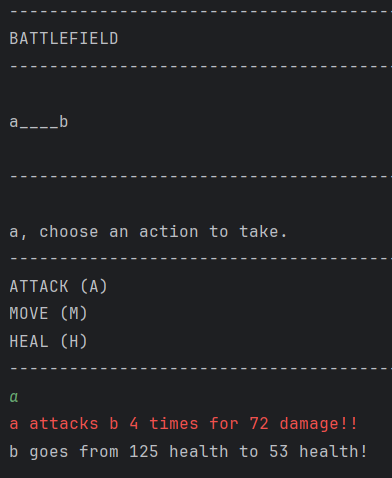 ----------------------------------------
BATTLEFIELD
----------------------------------------
a____b
----------------------------------------
a, choose an action to take.
----------------------------------------
ATTACK (A)
MOVE (M)
HEAL (H)
----------------------------------------
a
a attacks b 4 times for 72 damage!!
b goes from 125 health to 53 health!